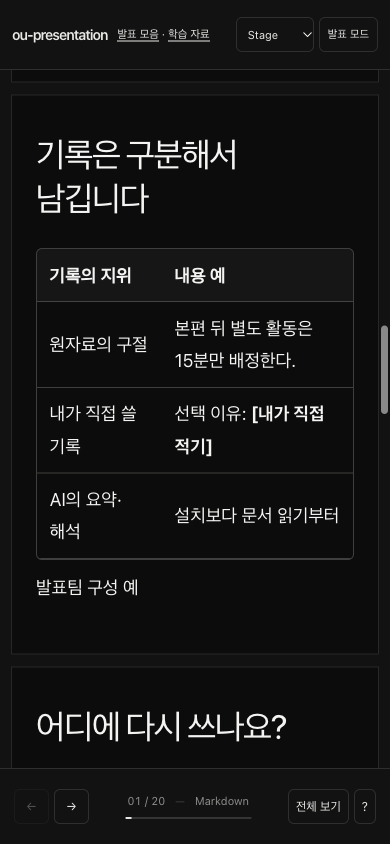 ou-presentation 발표 모음 · 학습 자료 Stage 발표 모드
기록은 구분해서
남깁니다
기록의 지위 내용 예
원자료의 구절 본편 뒤 별도 활동은
15분만 배정한다.
내가 직접 쓸
기록
선택 이유: [내가 직접
적기]
AI의 요약·
해석
설치보다 문서 읽기부터
발표팀 구성 예
어디에 다시 쓰나요?
← → 01 / 20 — Markdown 전체 보기 ?